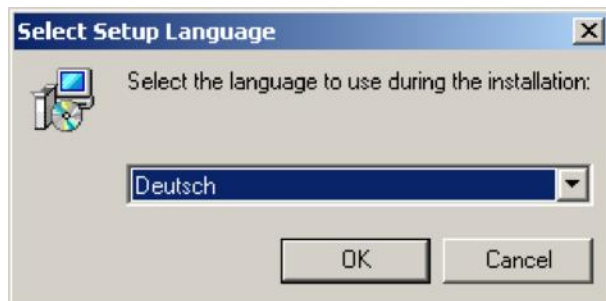 Select Setup Language
Select the language to use during the installation:
Deutsch
OK
Cancel